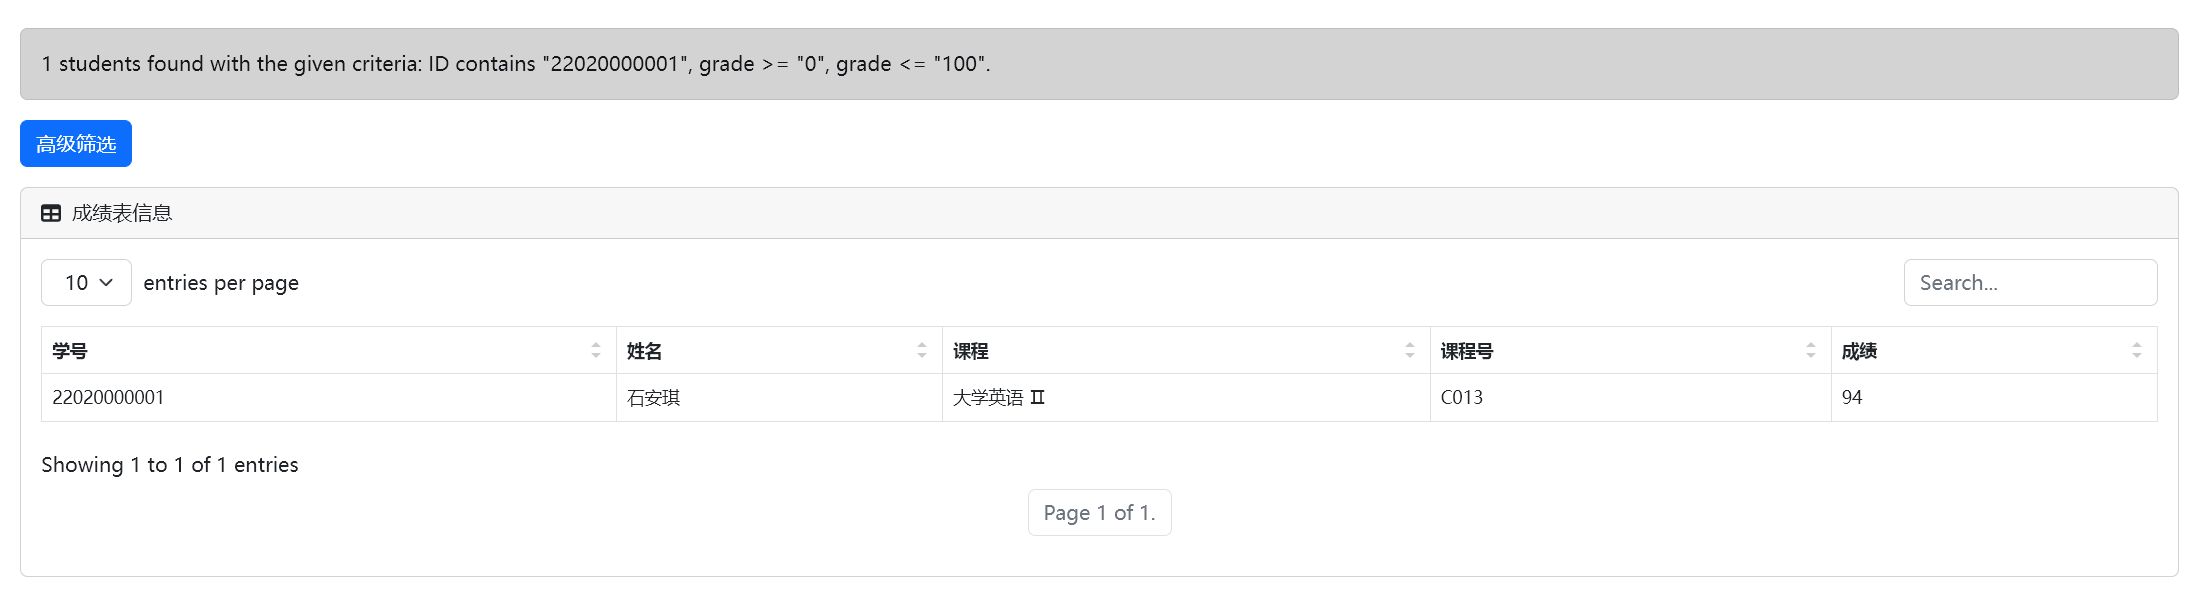 1 students found with the given criteria: ID contains "22020000001", grade >= "0", grade <= "100".
高级筛选
成绩表信息
10 entries per page
Search...
学号 姓名 课程 课程号 成绩
22020000001 石安琪 大学英语 Ⅱ C013 94
Showing 1 to 1 of 1 entries
Page 1 of 1.